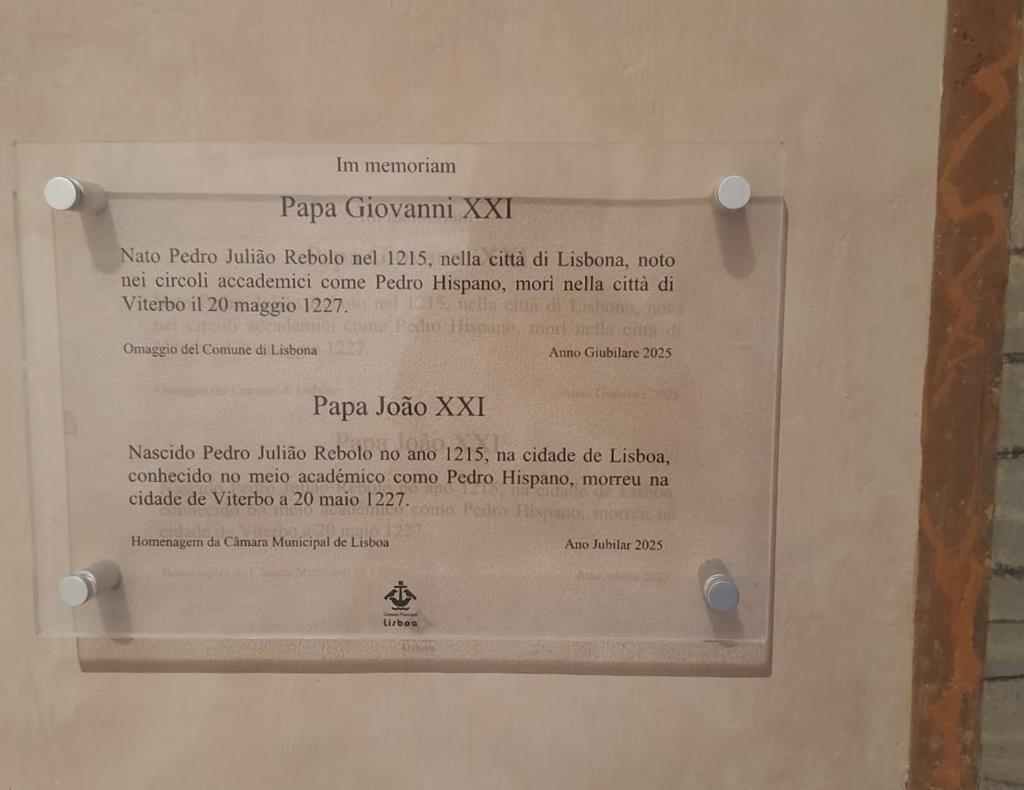 Im memoriam
Papa Giovanni XXI
Nato Pedro Julião Rebolo nel 1215, nella città di Lisbona, noto
nei circoli accademici come Pedro Hispano, morì nella città di
Viterbo il 20 maggio 1227.
Omaggio del Comune di Lisbona Anno Giubilare 2025
Papa João XXI
Nascido Pedro Julião Rebolo no ano 1215, na cidade de Lisboa,
conhecido no meio académico como Pedro Hispano, morreu na
cidade de Viterbo a 20 maio 1227.
Homenagem da Câmara Municipal de Lisboa Ano Jubilar 2025
Câmara Municipal
Lisboa